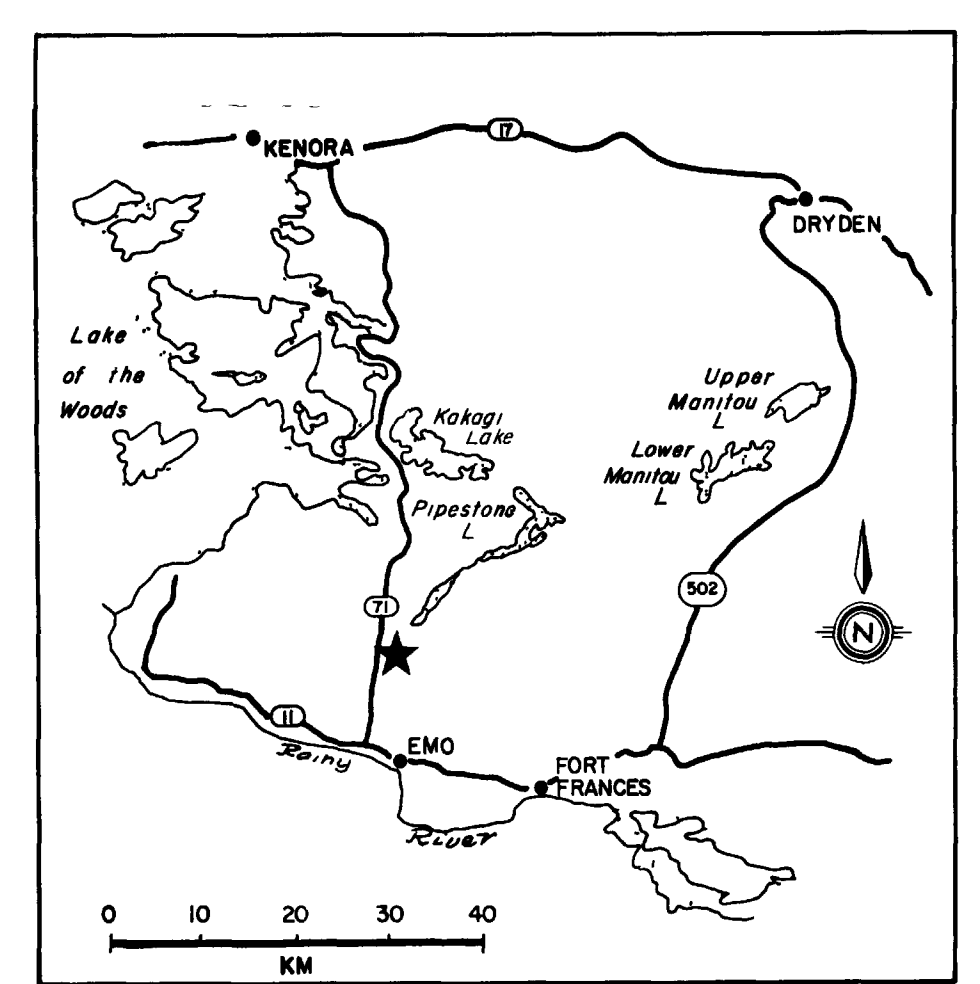 17
KENORA
DRYDEN
Lake
of the
Woods
Upper
Manitou
L
Kakagi
Lake
Lower
Manitou
L
Pipestone
L
502
71
N
11
EMO
Rainy
FORT
FRANCES
River
0 10 20 30 40
KM